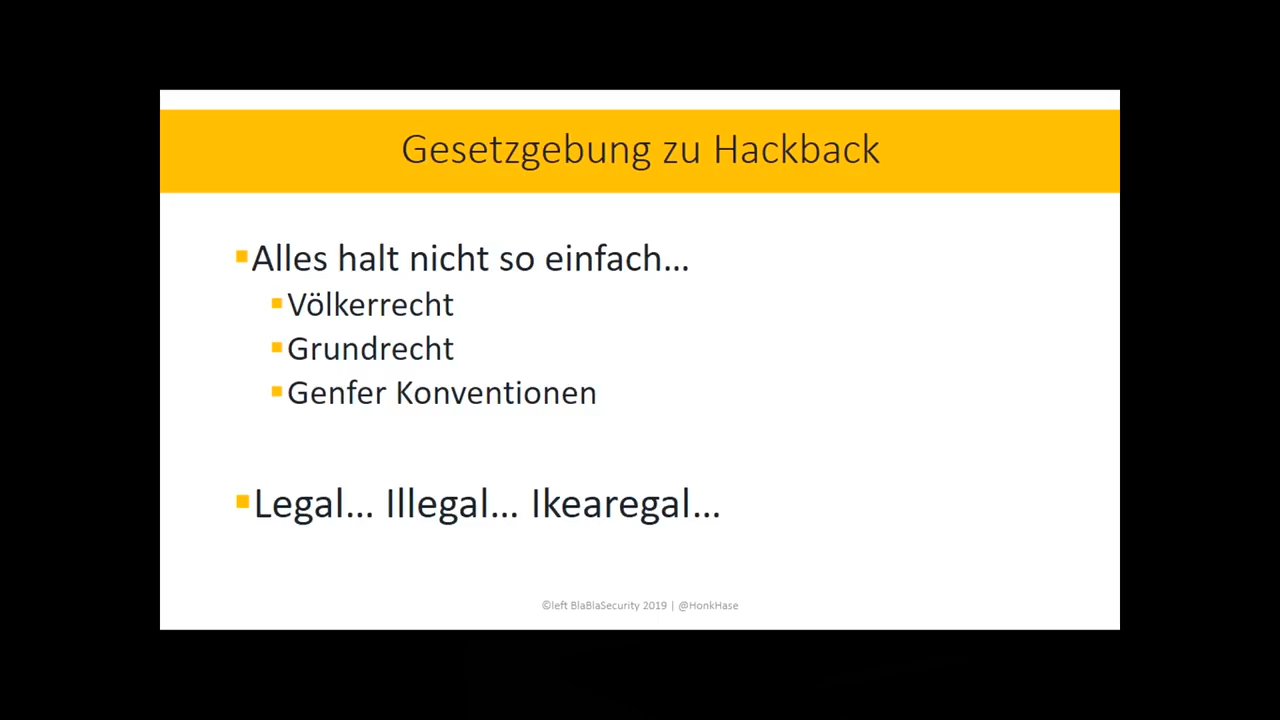 Gesetzgebung zu Hackback
Alles halt nicht so einfach...
Völkerrecht
Grundrecht
Genfer Konventionen
Legal... Illegal... Ikearegal...
©left BlaBlaSecurity 2019 | @HonkHase